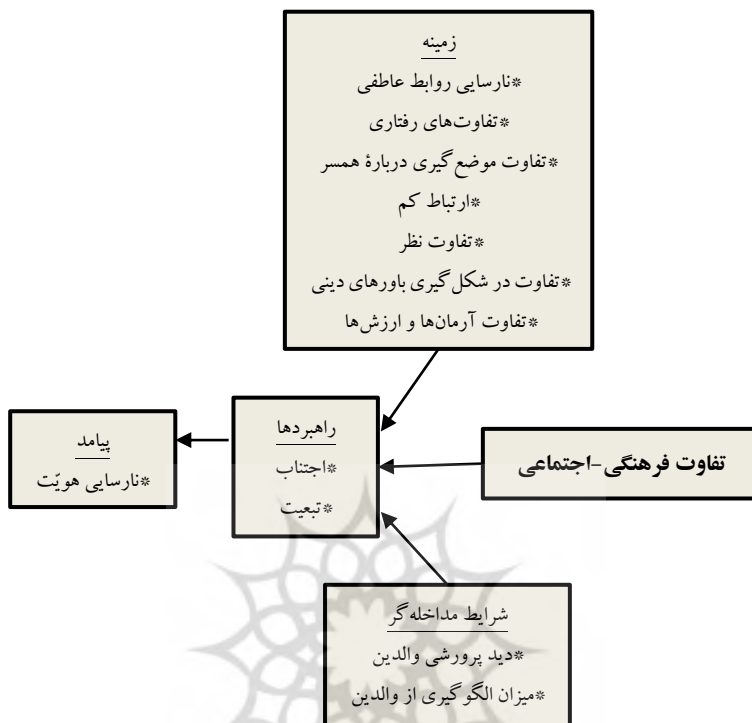 زمینه
*نارسایی روابط عاطفی
*تفاوت‌های رفتاری
*تفاوت موضع‌گیری دربارۀ همسر
*ارتباط کم
*تفاوت نظر
*تفاوت در شکل‌گیری باورهای دینی
*تفاوت آرمان‌ها و ارزش‌ها
تفاوت فرهنگی-اجتماعی
راهبردها
*اجتناب
*تبعیت
پیامد
*نارسایی هویّت
شرایط مداخله‌گر
*دید پرورشی والدین
*میزان الگوگیری از والدین